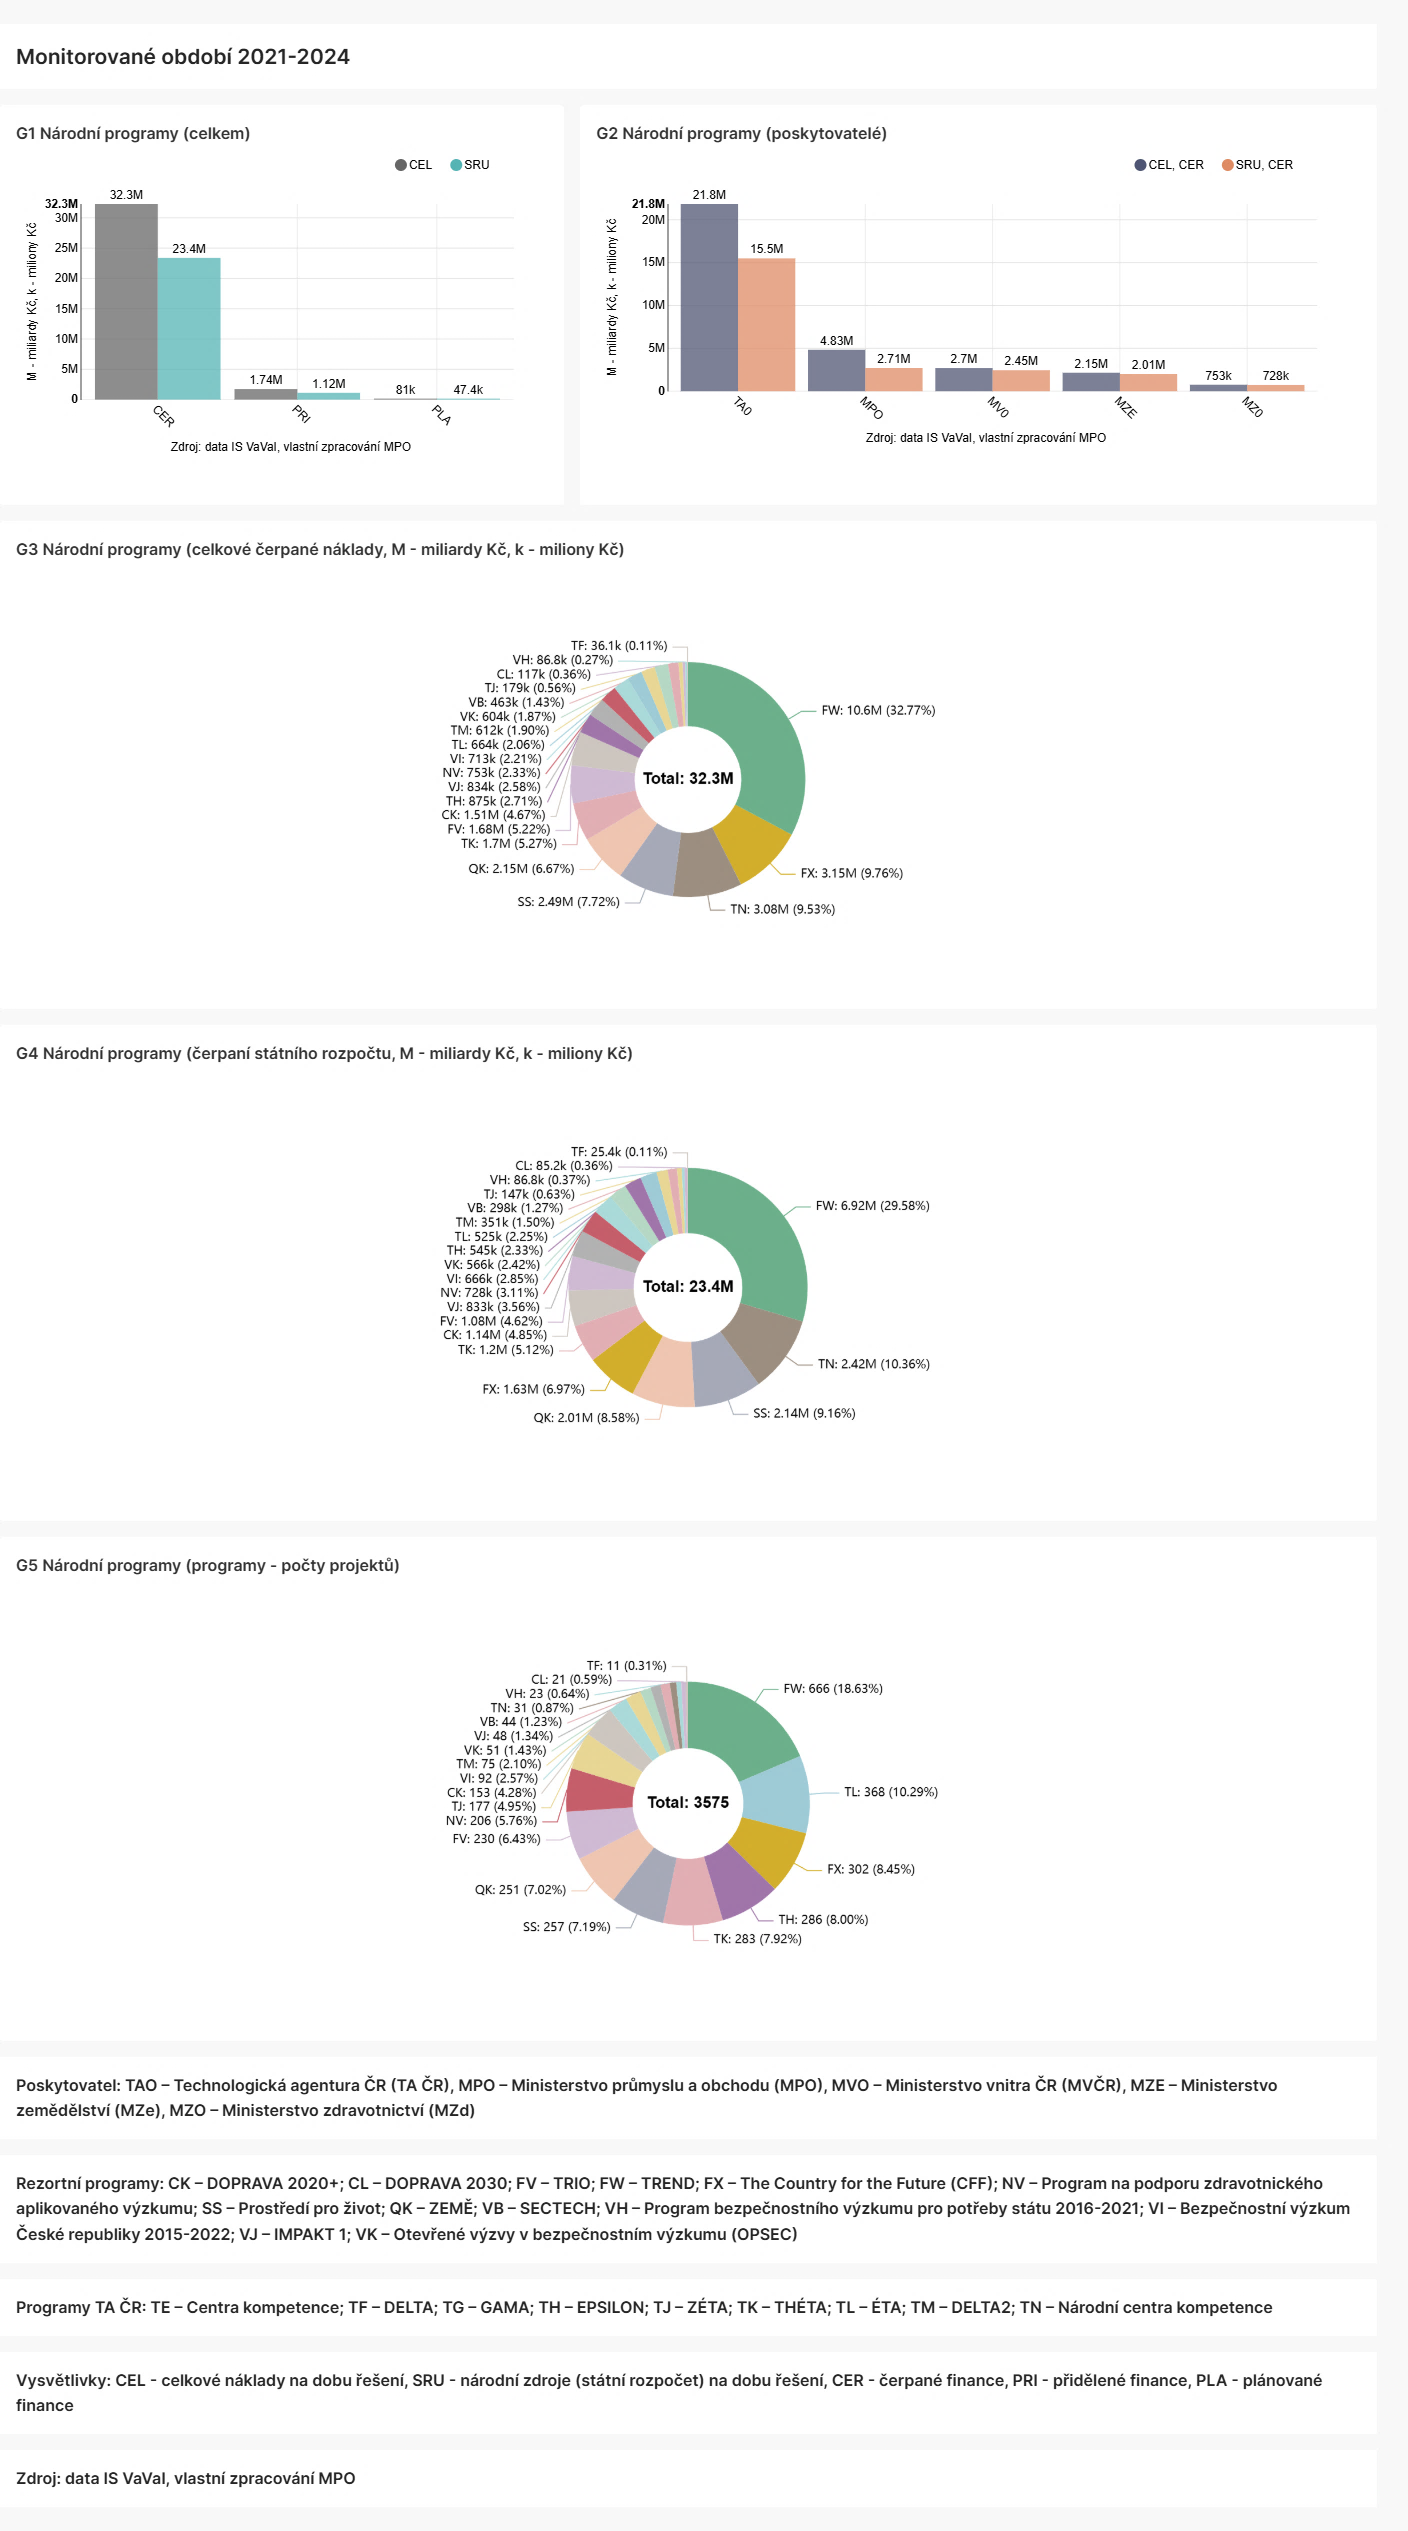 Monitorované období 2021-2024
G1 Národní programy (celkem)
CEL SRU
M - miliardy Kč, k - miliony Kč
32.3M
30M
25M
20M
15M
10M
5M
0
32.3M
23.4M
1.74M
1.12M
81k
47.4k
CER PRI PLA
Zdroj: data IS VaVal, vlastní zpracování MPO
G2 Národní programy (poskytovatelé)
CEL, CER SRU, CER
M - miliardy Kč, k - miliony Kč
21.8M
20M
15M
10M
5M
0
21.8M
15.5M
4.83M
2.71M
2.7M
2.45M
2.15M
2.01M
753k
728k
TA0 MPO MV0 MZE MZ0
Zdroj: data IS VaVal, vlastní zpracování MPO
G3 Národní programy (celkové čerpané náklady, M - miliardy Kč, k - miliony Kč)
TF: 36.1k (0.11%)
VH: 86.8k (0.27%)
CL: 117k (0.36%)
TJ: 179k (0.56%)
VB: 463k (1.43%)
VK: 604k (1.87%)
TM: 612k (1.90%)
TL: 664k (2.06%)
VI: 713k (2.21%)
NV: 753k (2.33%)
VJ: 834k (2.58%)
TH: 875k (2.71%)
CK: 1.51M (4.67%)
FV: 1.68M (5.22%)
TK: 1.7M (5.27%)
QK: 2.15M (6.67%)
SS: 2.49M (7.72%)
Total: 32.3M
FW: 10.6M (32.77%)
FX: 3.15M (9.76%)
TN: 3.08M (9.53%)
G4 Národní programy (čerpaní státního rozpočtu, M - miliardy Kč, k - miliony Kč)
TF: 25.4k (0.11%)
CL: 85.2k (0.36%)
VH: 86.8k (0.37%)
TJ: 147k (0.63%)
VB: 298k (1.27%)
TM: 351k (1.50%)
TL: 525k (2.25%)
TH: 545k (2.33%)
VK: 566k (2.42%)
VI: 666k (2.85%)
NV: 728k (3.11%)
VJ: 833k (3.56%)
FV: 1.08M (4.62%)
CK: 1.14M (4.85%)
TK: 1.2M (5.12%)
FX: 1.63M (6.97%)
QK: 2.01M (8.58%)
Total: 23.4M
FW: 6.92M (29.58%)
TN: 2.42M (10.36%)
SS: 2.14M (9.16%)
G5 Národní programy (programy - počty projektů)
TF: 11 (0.31%)
CL: 21 (0.59%)
VH: 23 (0.64%)
TN: 31 (0.87%)
VB: 44 (1.23%)
VJ: 48 (1.34%)
VK: 51 (1.43%)
TM: 75 (2.10%)
VI: 92 (2.57%)
CK: 153 (4.28%)
TJ: 177 (4.95%)
NV: 206 (5.76%)
FV: 230 (6.43%)
QK: 251 (7.02%)
SS: 257 (7.19%)
Total: 3575
FW: 666 (18.63%)
TL: 368 (10.29%)
FX: 302 (8.45%)
TH: 286 (8.00%)
TK: 283 (7.92%)
Poskytovatel: TAO – Technologická agentura ČR (TA ČR), MPO – Ministerstvo průmyslu a obchodu (MPO), MVO – Ministerstvo vnitra ČR (MVČR), MZE – Ministerstvo
zemědělství (MZe), MZO – Ministerstvo zdravotnictví (MZd)
Rezortní programy: CK – DOPRAVA 2020+; CL – DOPRAVA 2030; FV – TRIO; FW – TREND; FX – The Country for the Future (CFF); NV – Program na podporu zdravotnického
aplikovaného výzkumu; SS – Prostředí pro život; QK – ZEMĚ; VB – SECTECH; VH – Program bezpečnostního výzkumu pro potřeby státu 2016-2021; VI – Bezpečnostní výzkum
České republiky 2015-2022; VJ – IMPAKT 1; VK – Otevřené výzvy v bezpečnostním výzkumu (OPSEC)
Programy TA ČR: TE – Centra kompetence; TF – DELTA; TG – GAMA; TH – EPSILON; TJ – ZÉTA; TK – THÉTA; TL – ÉTA; TM – DELTA2; TN – Národní centra kompetence
Vysvětlivky: CEL - celkové náklady na dobu řešení, SRU - národní zdroje (státní rozpočet) na dobu řešení, CER - čerpané finance, PRI - přidělené finance, PLA - plánované
finance
Zdroj: data IS VaVal, vlastní zpracování MPO